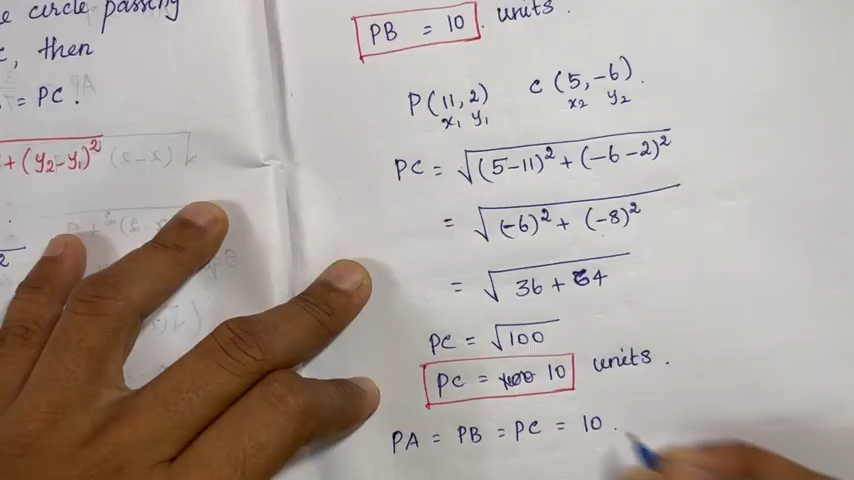 e circle passing
c, then
= PC.
+ (y₂-y₁)²
PB = 10. units.
P(11,2) C (5,-6).
x₁ y₁ x₂ y₂
PC = √(5-11)² + (-6-2)²
= √(-6)² + (-8)²
= √36 + 64
PC = √100
PC = 10 units.
PA = PB = PC = 10.